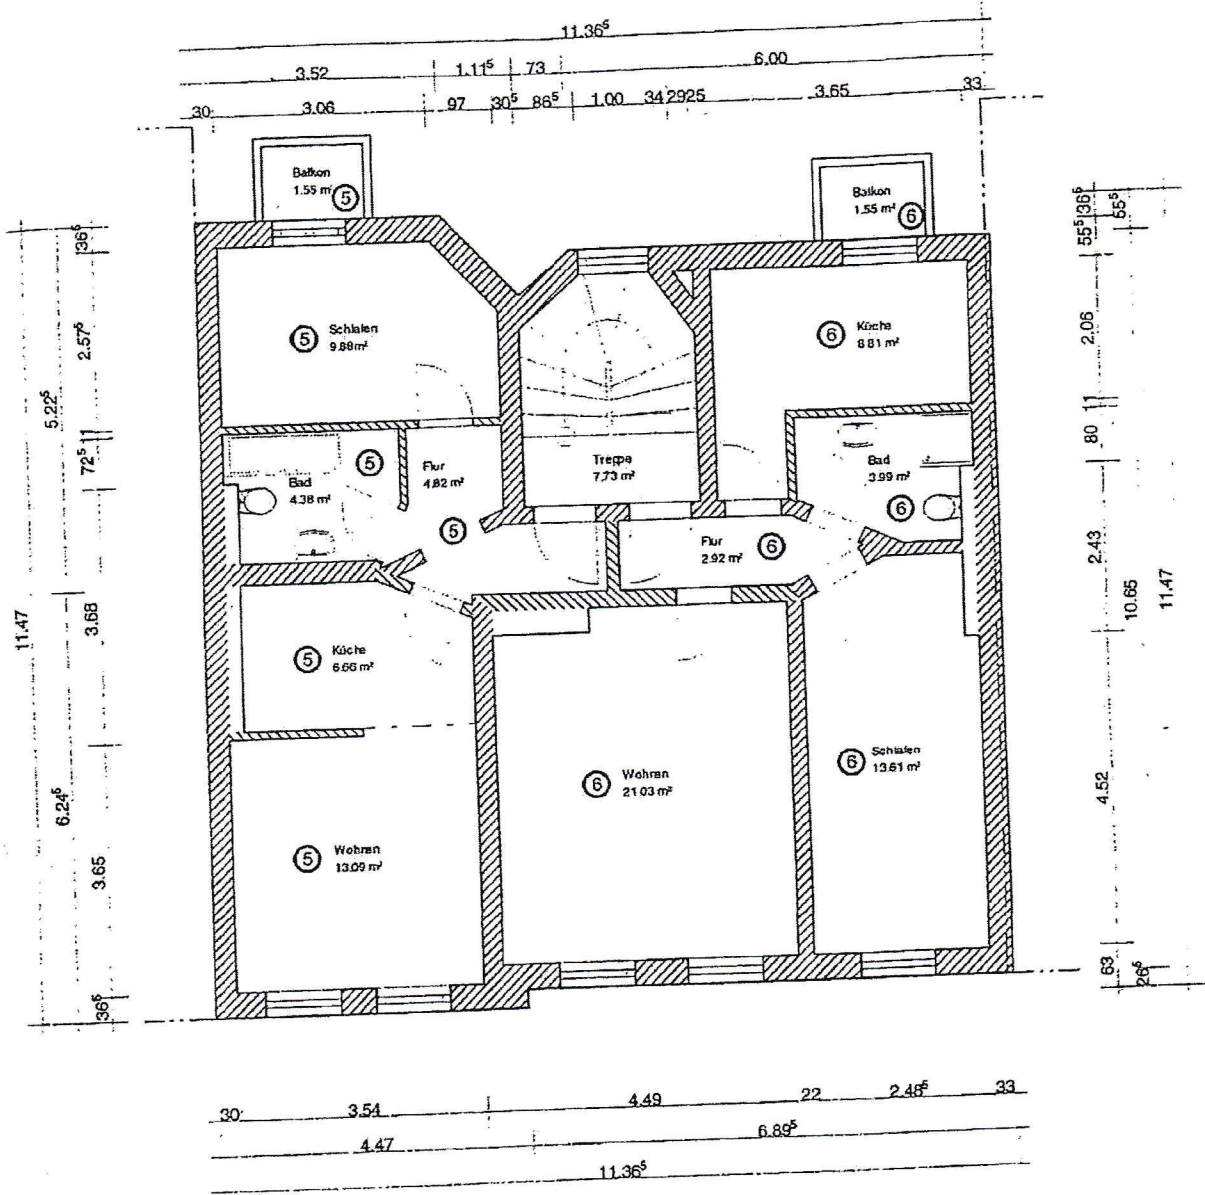 11.36⁵
3.52 1.11⁵ 73 6.00
30 3.06 97 30⁵ 86⁵ 1.00 34 29 25 3.65 33
Balkon
1.55 m²
5
Balkon
1.55 m²
6
36⁵
2.57⁵
11
72⁵
3.68
3.65
36⁵
5.22⁵
6.24⁵
11.47
36⁵
55⁵
55⁵
2.06
11
80
2.43
4.52
63
10.65
26⁵
11.47
5
Schlafen
9.88 m²
6
Küche
8.81 m²
5
Bad
4.38 m²
Flur
4.82 m²
5
Treppe
7.73 m²
Bad
3.99 m²
6
Flur
2.92 m²
6
5
Küche
6.66 m²
5
Wohnen
13.09 m²
6
Wohnen
21.03 m²
6
Schlafen
13.61 m²
30 3.54 4.49 22 2.48⁵ 33
4.47 6.89⁵
11.36⁵